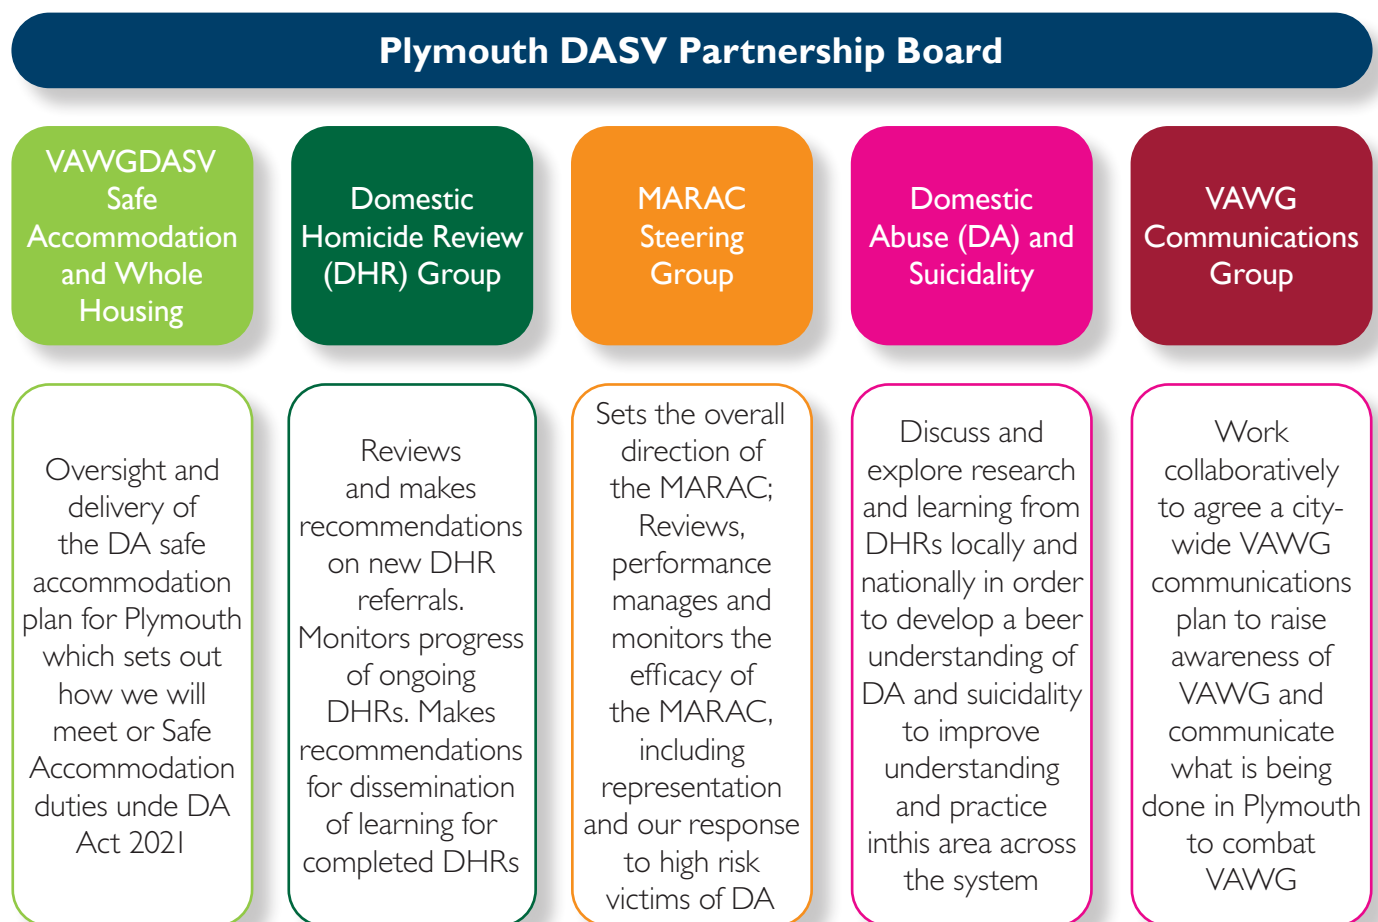 Plymouth DASV Partnership Board
VAWGDASV
Safe
Accommodation
and Whole
Housing
Domestic
Homicide Review
(DHR) Group
MARAC
Steering
Group
Domestic
Abuse (DA) and
Suicidality
VAWG
Communications
Group
Oversight and
delivery of
the DA safe
accommodation
plan for Plymouth
which sets out
how we will
meet or Safe
Accommodation
duties unde DA
Act 2021
Reviews
and makes
recommendations
on new DHR
referrals.
Monitors progress
of ongoing
DHRs. Makes
recommendations
for dissemination
of learning for
completed DHRs
Sets the overall
direction of
the MARAC;
Reviews,
performance
manages and
monitors the
efficacy of
the MARAC,
including
representation
and our response
to high risk
victims of DA
Discuss and
explore research
and learning from
DHRs locally and
nationally in order
to develop a beer
understanding of
DA and suicidality
to improve
understanding
and practice
inthis area across
the system
Work
collaboratively
to agree a city-
wide VAWG
communications
plan to raise
awareness of
VAWG and
communicate
what is being
done in Plymouth
to combat
VAWG